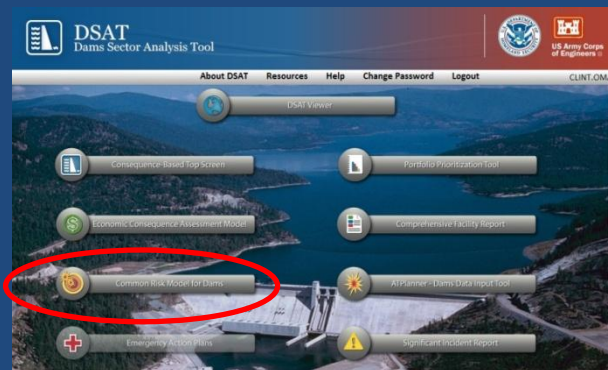 DSAT
Dams Sector Analysis Tool
US Army Corps
of Engineers
About DSAT Resources Help Change Password Logout CLINT.OM
DSAT Viewer
Consequence-Based Top Screen Portfolio Prioritization Tool
Economic Consequence Assessment Model Comprehensive Facility Report
Common Risk Model for Dams ATPlanner - Dams Data Input Tool
Emergency Action Plans Significant Incident Report